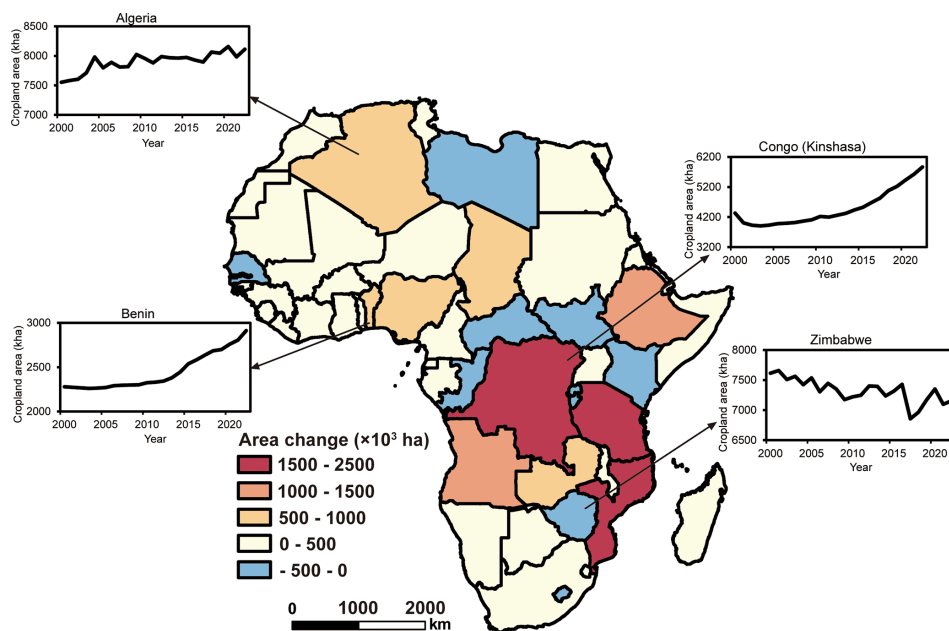 Algeria
8500
8000
7500
7000
Cropland area (kha)
2000 2005 2010 2015 2020
Year
Congo (Kinshasa)
6200
5200
4200
3200
Cropland area (kha)
2000 2005 2010 2015 2020
Year
Benin
3000
2500
2000
Cropland area (kha)
2000 2005 2010 2015 2020
Year
Zimbabwe
8000
7500
7000
6500
Cropland area (kha)
2000 2005 2010 2015 2020
Year
Area change (×10³ ha)
1500 - 2500
1000 - 1500
500 - 1000
0 - 500
- 500 - 0
0 1000 2000
km